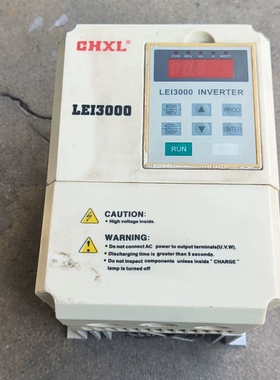 CHXL
LEI3000 INVERTER
FOR
REV
PROG
DISP
ENTER
RUN
LEI3000
CAUTION:
• High voltage inside.
WARNING:
• Do not connect AC power to output terminals(U.V.W).
• Discharging time is greater than 5 seconds.
• Do not inspect components unless inside " CHARGE "
lamp is turned off